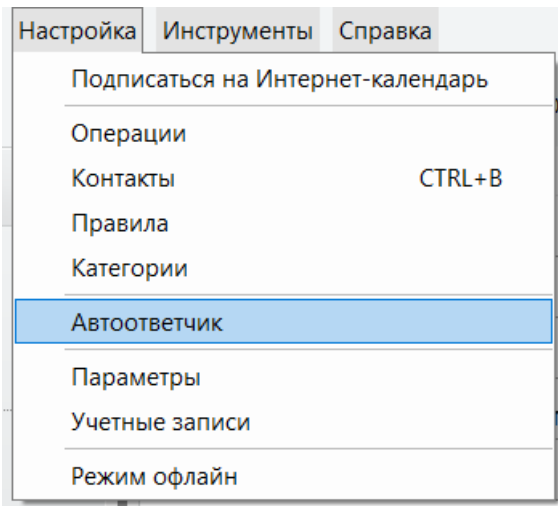 Настройка Инструменты Справка
Подписаться на Интернет-календарь
Операции
Контакты CTRL+B
Правила
Категории
Автоответчик
Параметры
Учетные записи
Режим офлайн